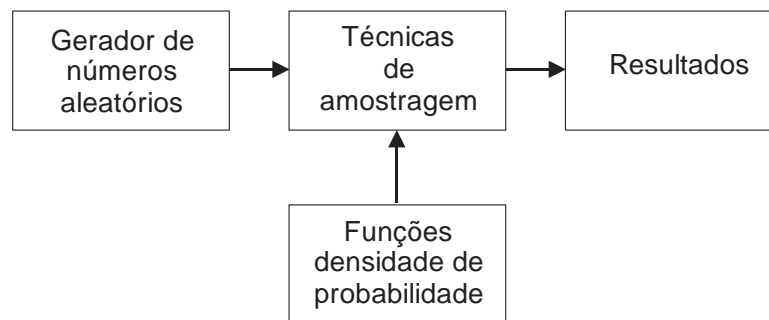 Gerador de
números
aleatórios
Técnicas
de
amostragem
Resultados
Funções
densidade de
probabilidade